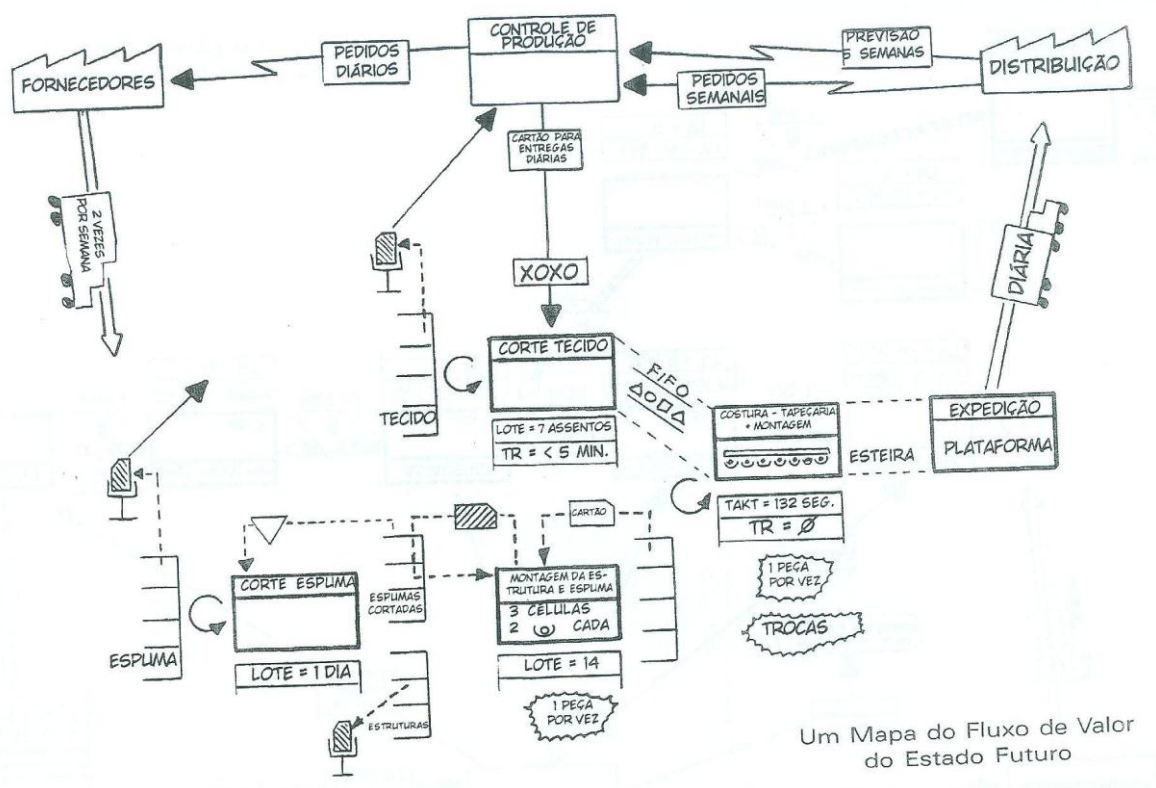 CONTROLE DE
PRODUÇÃO
PREVISÃO
5 SEMANAS
PEDIDOS
DIÁRIOS
FORNECEDORES
DISTRIBUIÇÃO
PEDIDOS
SEMANAIS
CARTÃO PARA
ENTREGAS
DIÁRIAS
2 VEZES
POR SEMANA
DIÁRIA
XOXO
CORTE TECIDO
FIFO
TECIDO
LOTE = 7 ASSENTOS
TR = < 5 MIN.
COSTURA - TAPEÇARIA
+ MONTAGEM
ESTEIRA
EXPEDIÇÃO
PLATAFORMA
TAKT = 132 SEG.
TR = Ø
CARTÃO
1 PEÇA
POR VEZ
TROCAS
CORTE ESPUMA
ESPUMAS
CORTADAS
MONTAGEM DA ES-
TRUTURA E ESPUMA
3 CÉLULAS
2 CADA
ESPUMA
LOTE = 1 DIA
LOTE = 14
ESTRUTURAS
1 PEÇA
POR VEZ
Um Mapa do Fluxo de Valor
do Estado Futuro